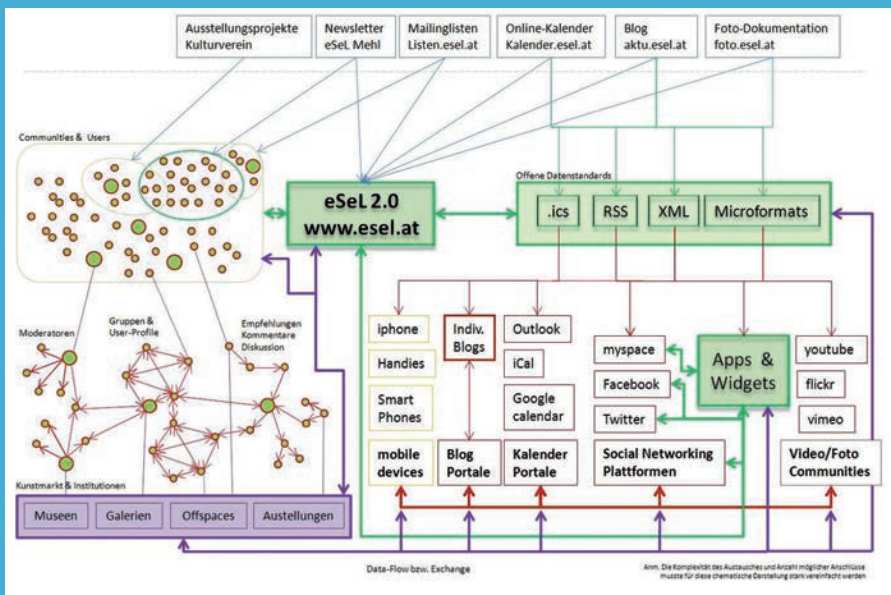 Ausstellungsprojekte
Kulturverein
Newsletter
eSeL Mehl
Mailinglisten
Listen.esel.at
Online-Kalender
Kalender.esel.at
Blog
aktu.esel.at
Foto-Dokumentation
foto.esel.at
Communities & Users
eSeL 2.0
www.esel.at
Offene Datenstandards
.ics
RSS
XML
Microformats
Moderatoren
Gruppen &
User-Profile
Empfehlungen
Kommentare
Diskussion
iphone
Handies
Smart
Phones
mobile
devices
Indiv.
Blogs
Blog
Portale
Outlook
iCal
Google
calendar
Kalender
Portale
myspace
Facebook
Twitter
Social Networking
Plattformen
Apps &
Widgets
youtube
flickr
vimeo
Video/Foto
Communities
Kunstmarkt & Institutionen
Museen
Galerien
Offspaces
Austellungen
Data-Flow bzw. Exchange
Anm. Die Komplexität des Austausches und Anzahl möglicher Anschlüsse
musste für diese chematische Darstellung stark vereinfacht werden